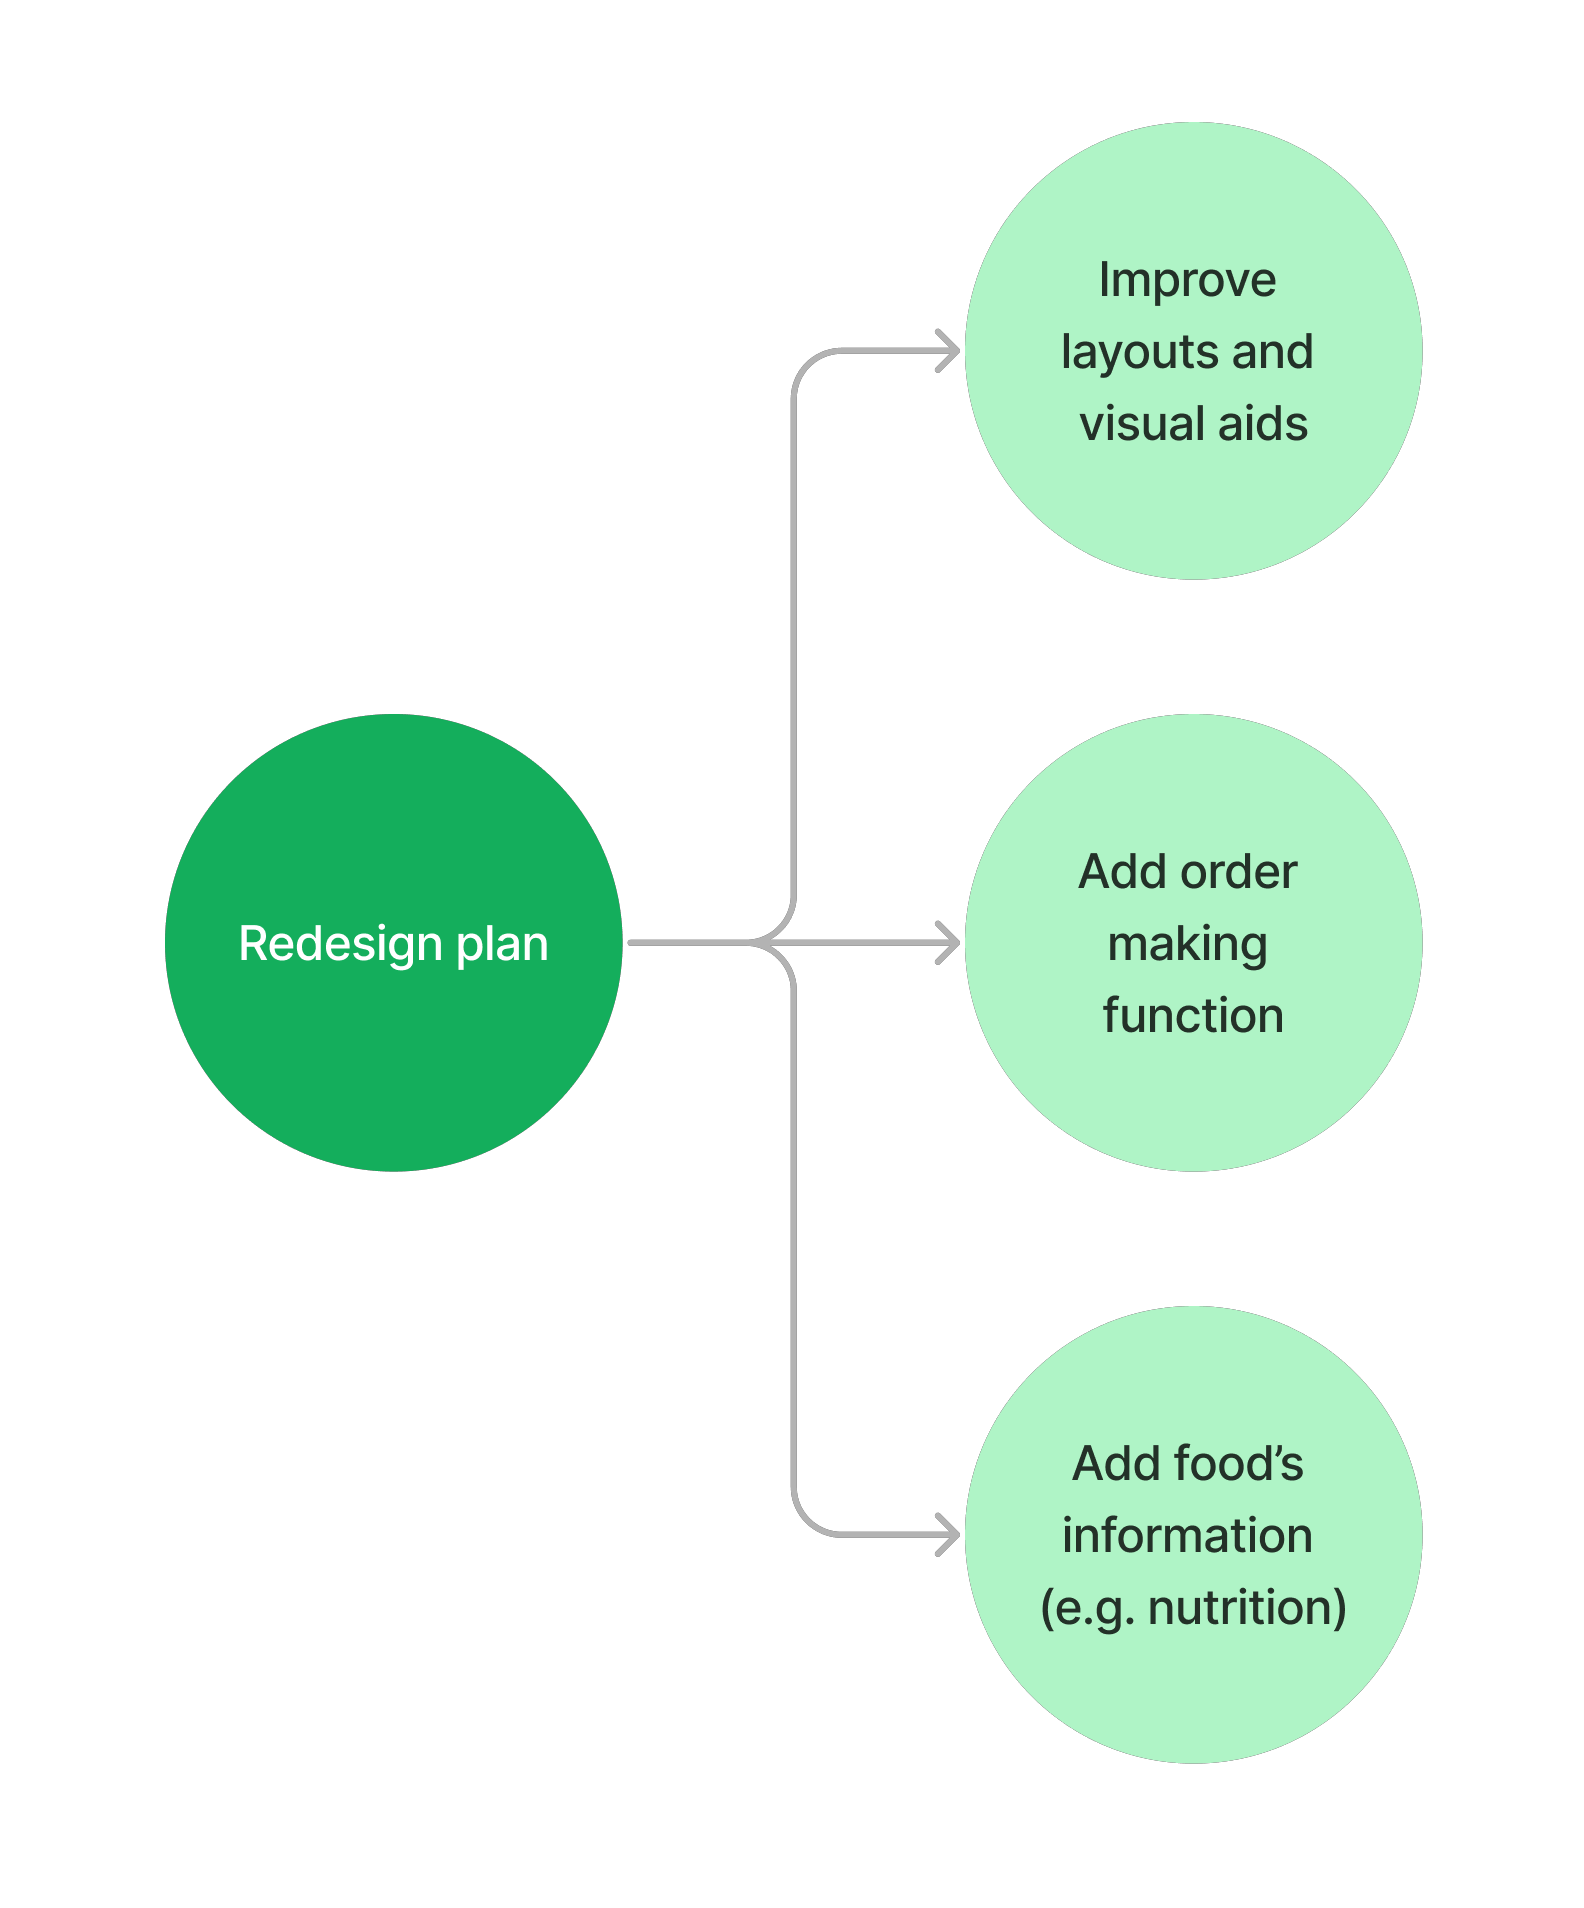 Redesign plan
Improve
layouts and
visual aids
Add order
making
function
Add food’s
information
(e.g. nutrition)